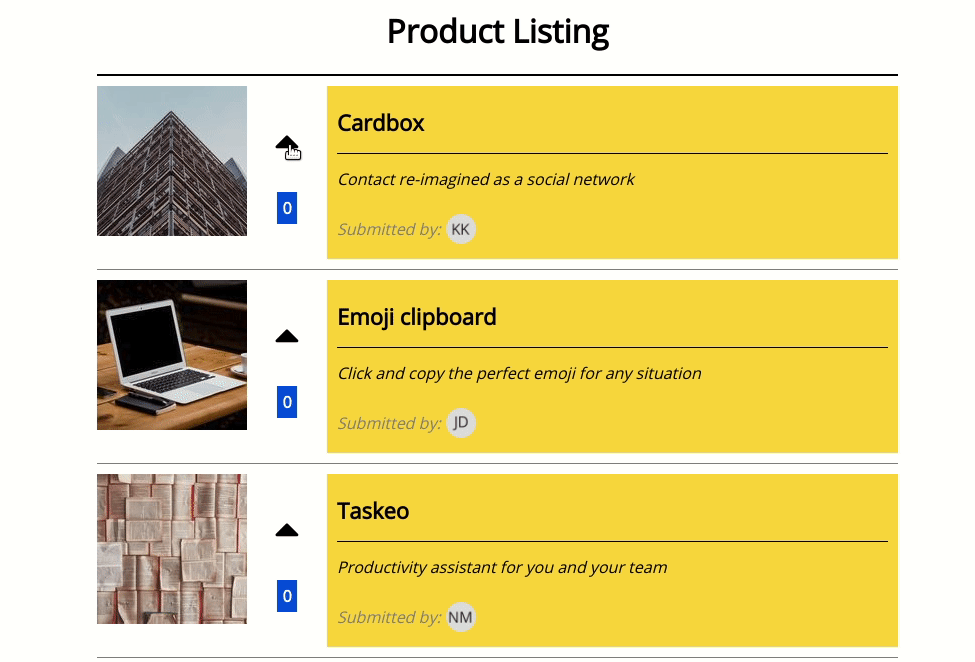 Product Listing
Cardbox
Contact re-imagined as a social network
0
Submitted by: KK
Emoji clipboard
Click and copy the perfect emoji for any situation
0
Submitted by: JD
Taskeo
Productivity assistant for you and your team
0
Submitted by: NM